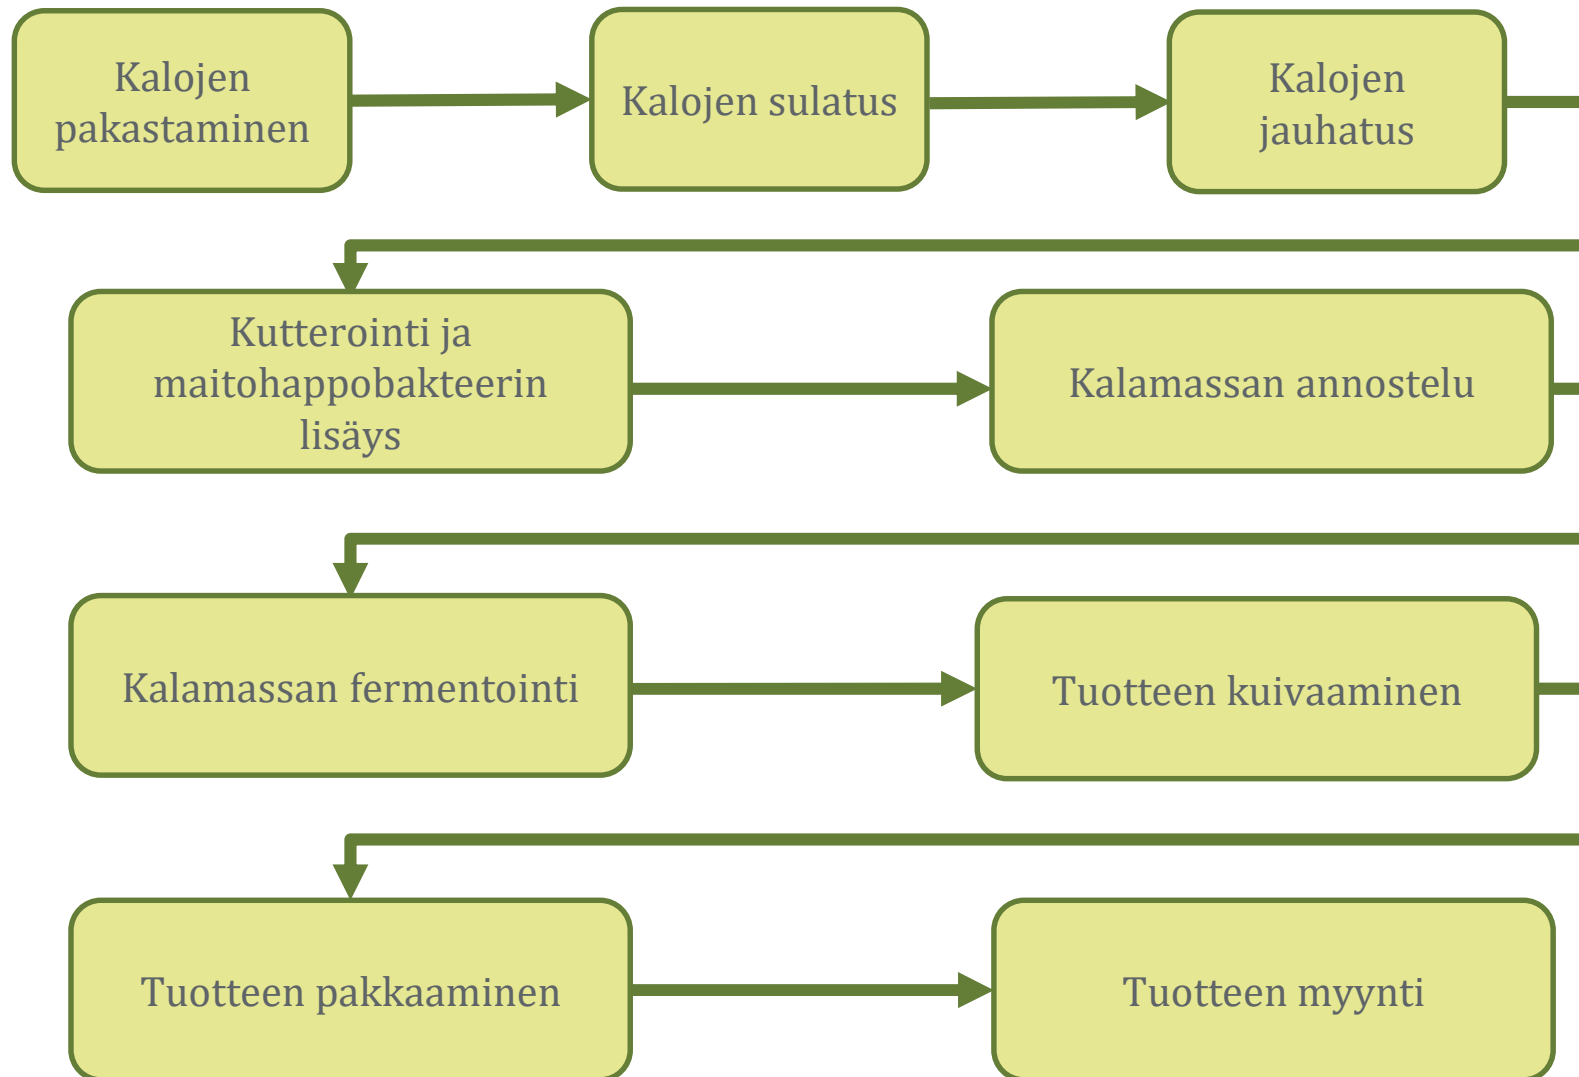 Kalojen
pakastaminen
Kalojen sulatus
Kalojen
jauhatus
Kutterointi ja
maitohappobakteerin
lisäys
Kalamassan annostelu
Kalamassan fermentointi
Tuotteen kuivaaminen
Tuotteen pakkaaminen
Tuotteen myynti